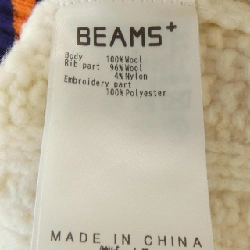 BEAMS+
Body 100% Wool
Rib part 96% Wool
4% Nylon
Embroidery part
100% Polyester
MADE IN CHINA